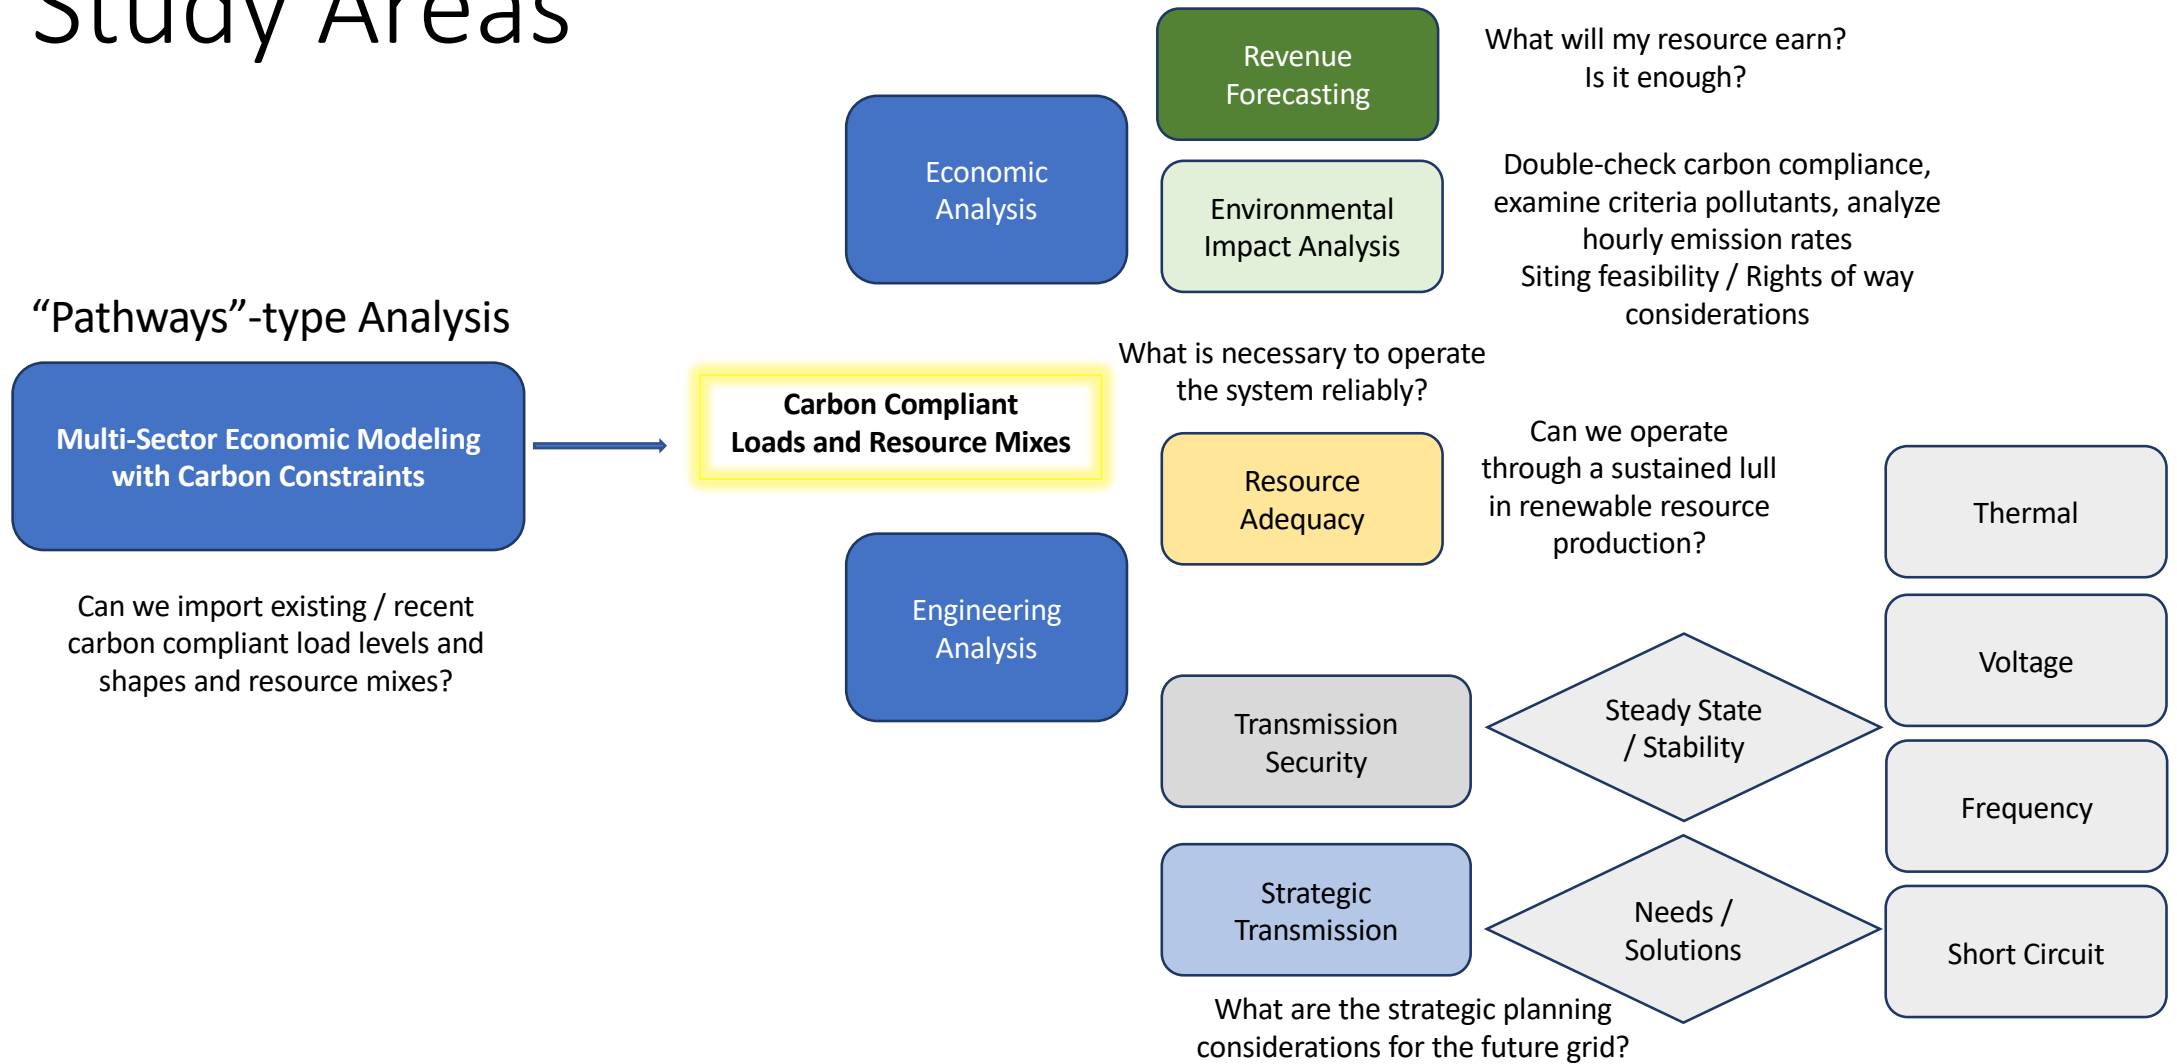 Study Areas
"Pathways"-type Analysis
Multi-Sector Economic Modeling
with Carbon Constraints
Can we import existing / recent
carbon compliant load levels and
shapes and resource mixes?
Carbon Compliant
Loads and Resource Mixes
Economic
Analysis
Revenue
Forecasting
What will my resource earn?
Is it enough?
Environmental
Impact Analysis
Double-check carbon compliance,
examine criteria pollutants, analyze
hourly emission rates
Siting feasibility / Rights of way
considerations
What is necessary to operate
the system reliably?
Engineering
Analysis
Resource
Adequacy
Can we operate
through a sustained lull
in renewable resource
production?
Transmission
Security
Steady State
/ Stability
Strategic
Transmission
Needs /
Solutions
What are the strategic planning
considerations for the future grid?
Thermal
Voltage
Frequency
Short Circuit